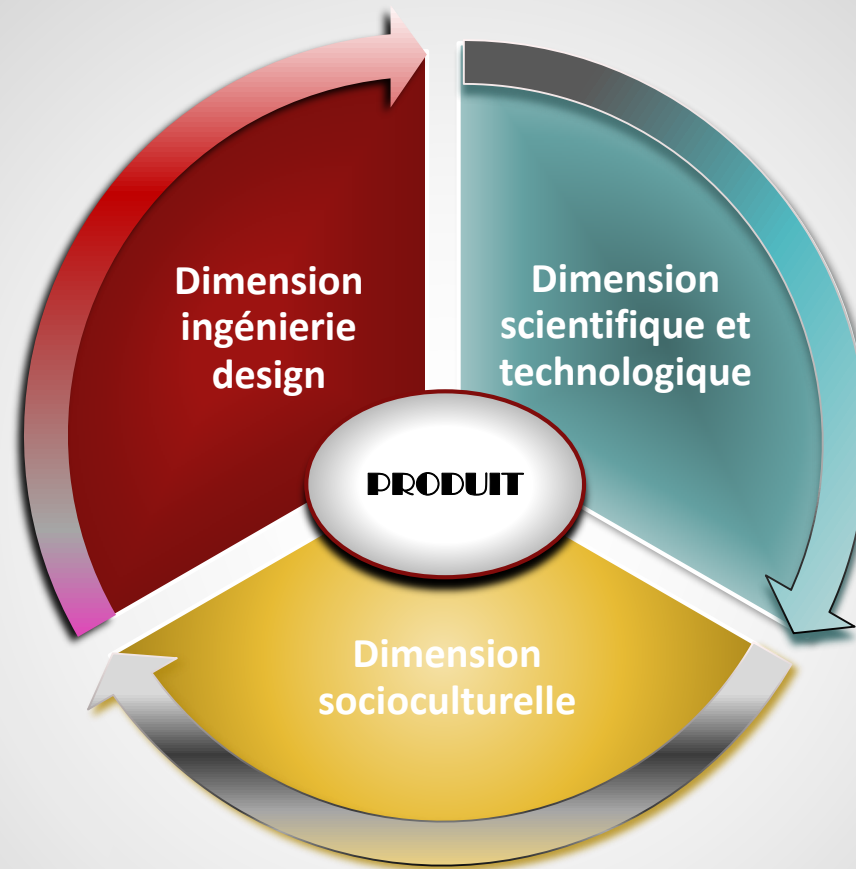 Dimension
ingénierie
design
Dimension
scientifique et
technologique
PRODUIT
Dimension
socioculturelle